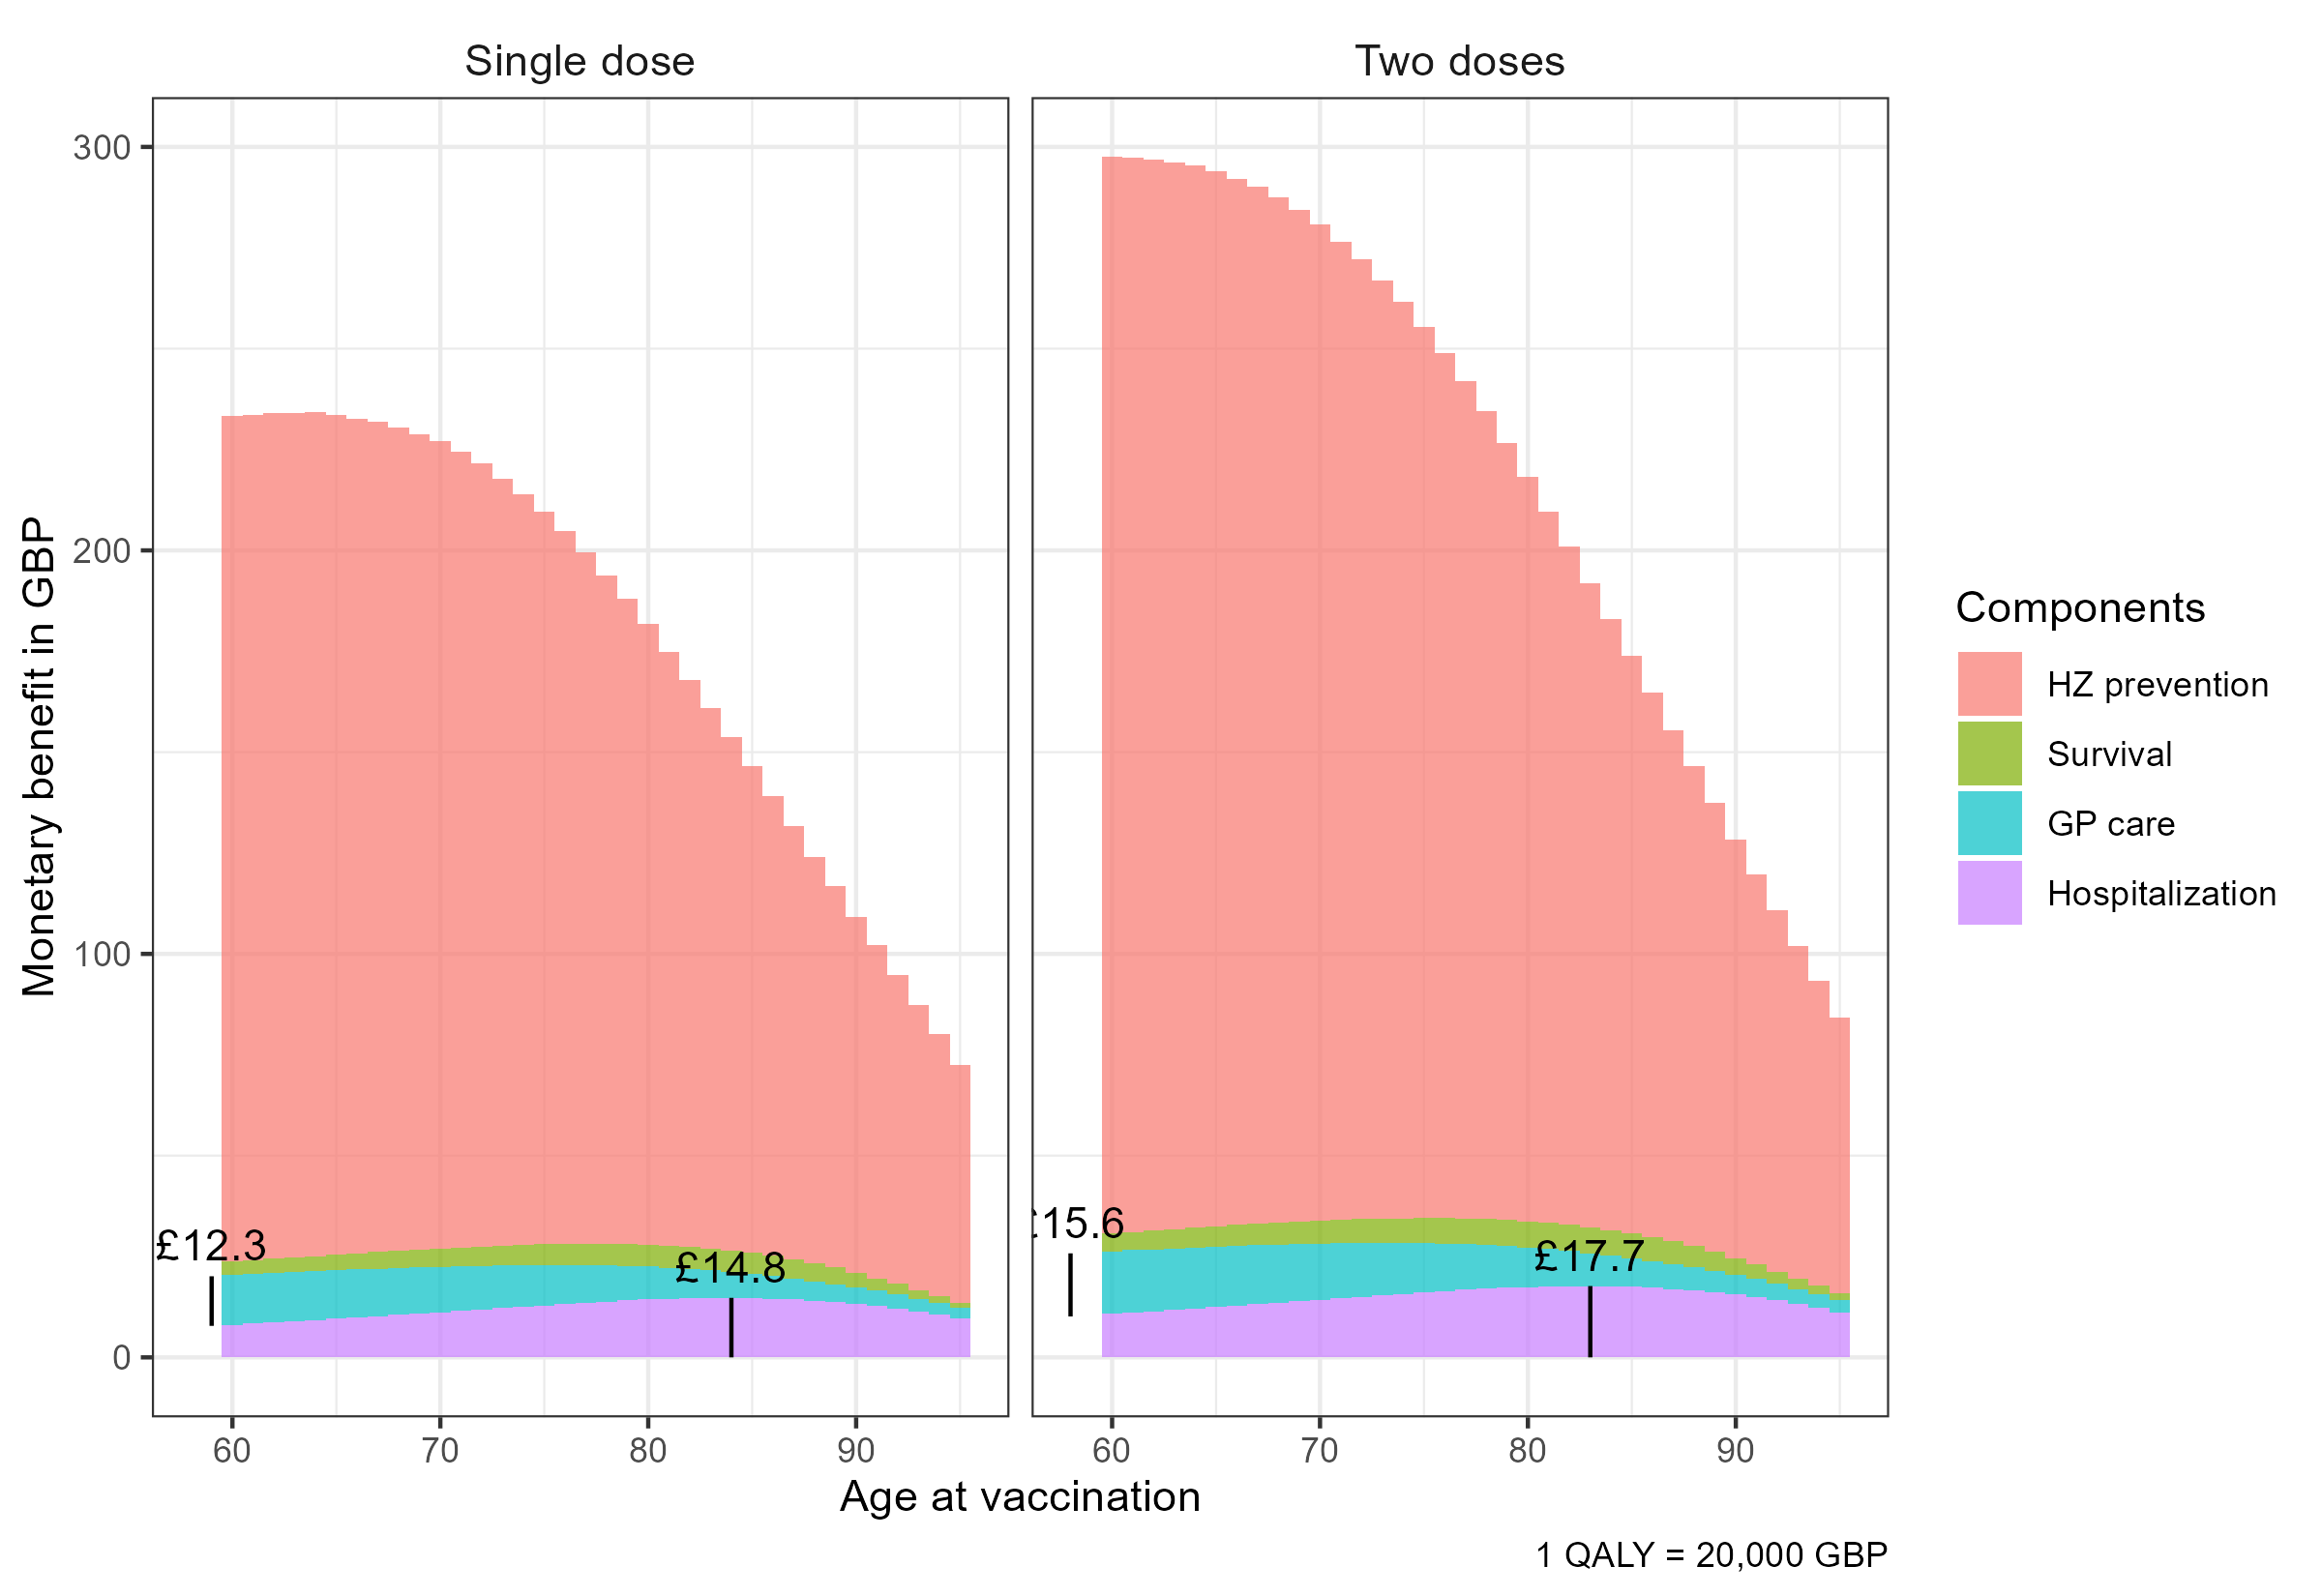 Single dose
Two doses
Monetary benefit in GBP
300
200
100
0
£12.3
£14.8
£15.6
£17.7
60
70
80
90
60
70
80
90
Age at vaccination
Components
HZ prevention
Survival
GP care
Hospitalization
1 QALY = 20,000 GBP